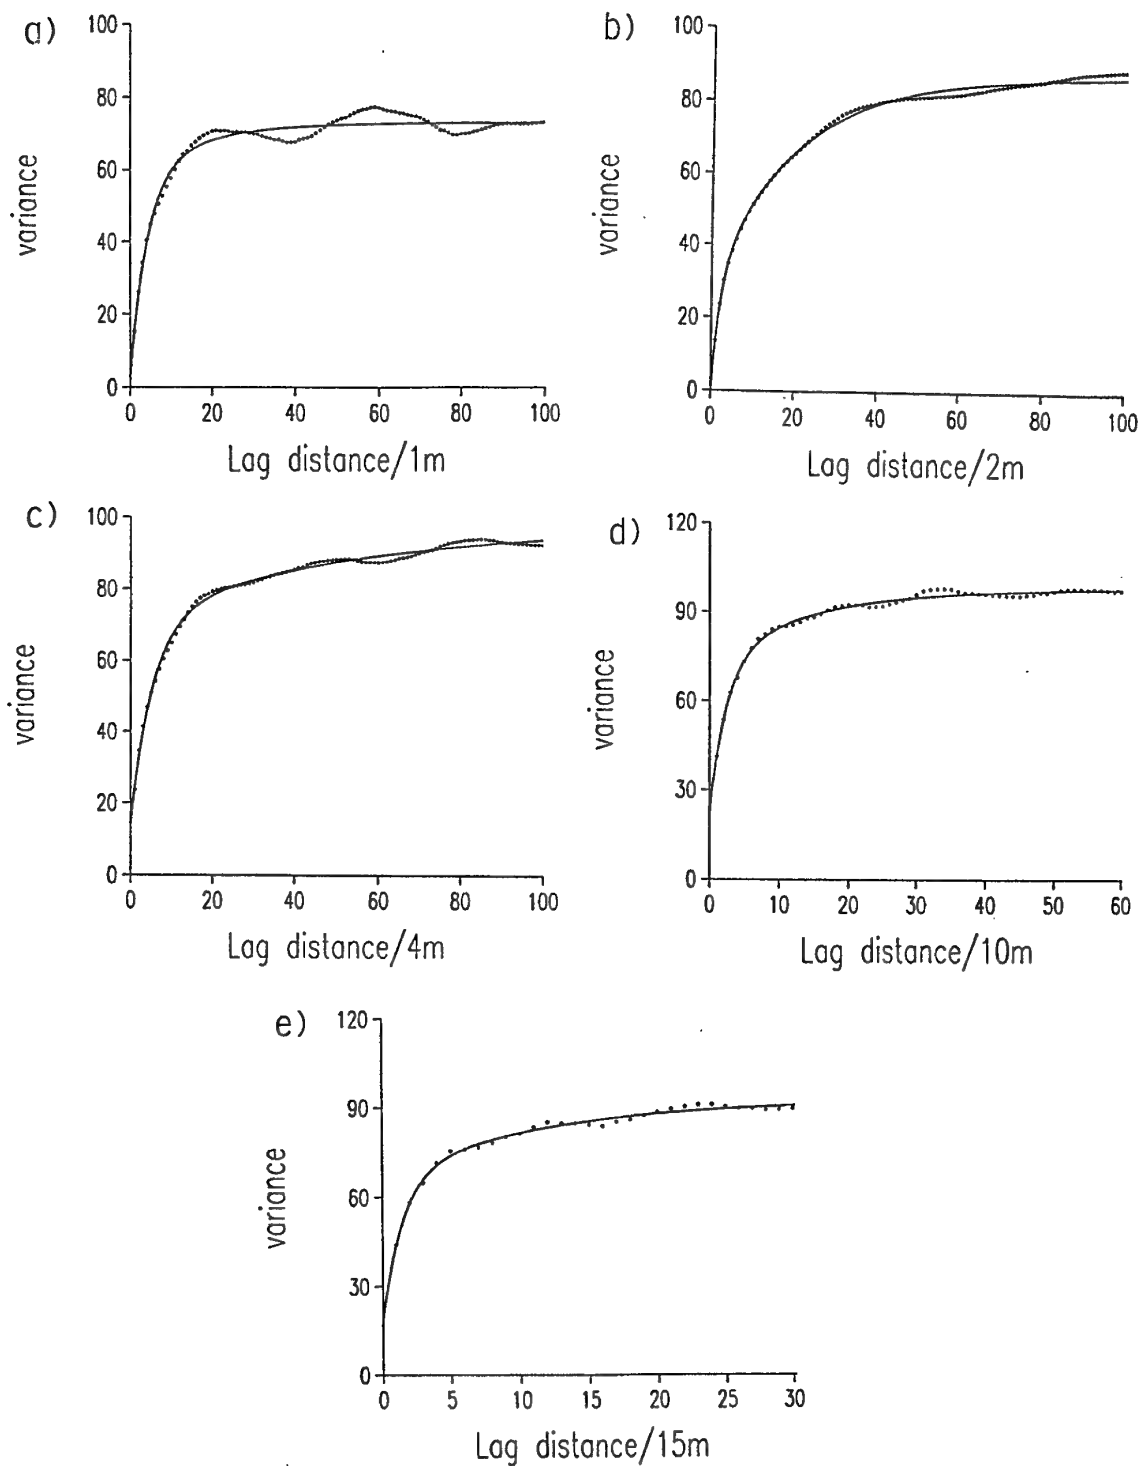 a)
100
80
60
40
20
0
variance
0 20 40 60 80 100
Lag distance/1m
b)
100
80
60
40
20
0
variance
0 20 40 60 80 100
Lag distance/2m
c)
100
80
60
40
20
0
variance
0 20 40 60 80 100
Lag distance/4m
d)
120
90
60
30
0
variance
0 10 20 30 40 50 60
Lag distance/10m
e)
120
90
60
30
0
variance
0 5 10 15 20 25 30
Lag distance/15m